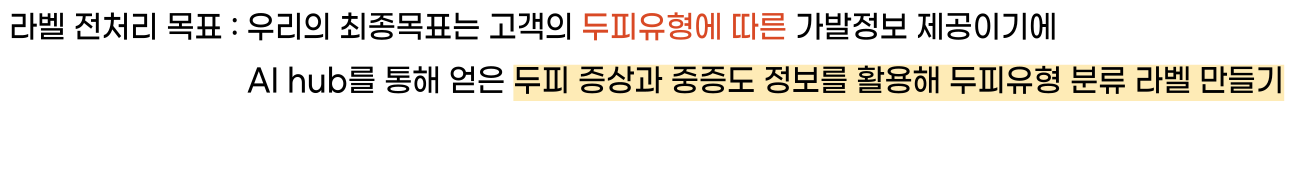 라벨 전처리 목표 : 우리의 최종목표는 고객의 두피유형에 따른 가발정보 제공이기에
AI hub를 통해 얻은 두피 증상과 중증도 정보를 활용해 두피유형 분류 라벨 만들기